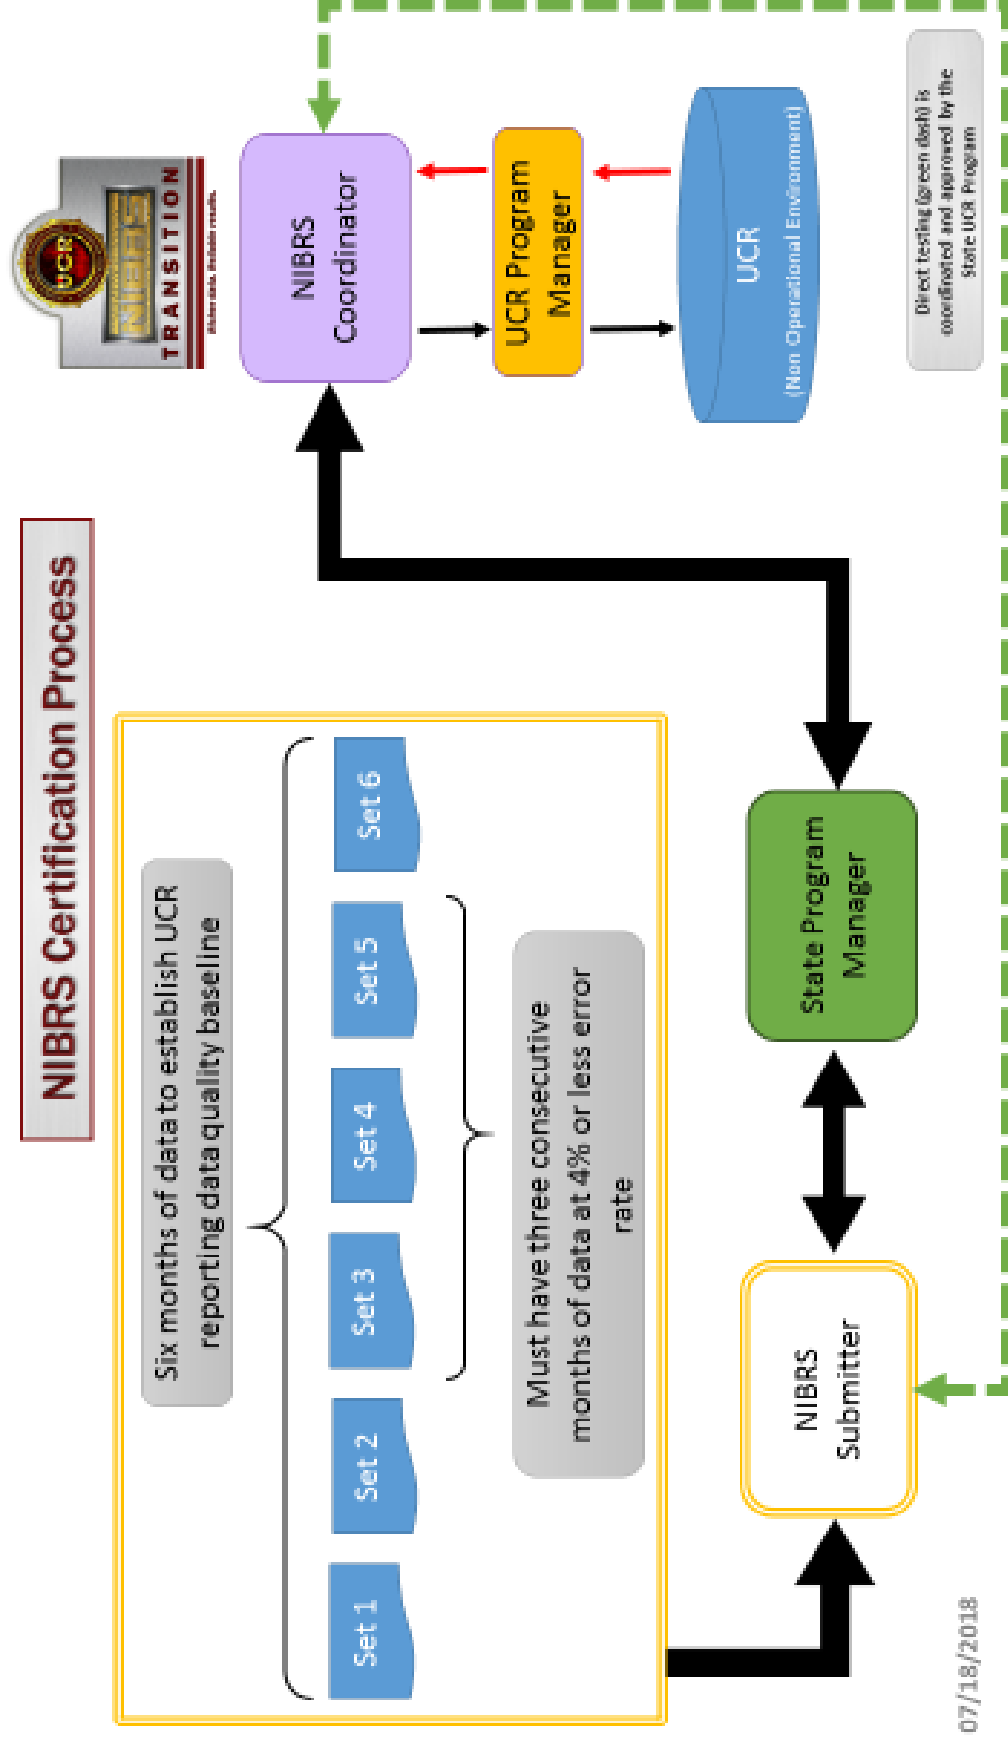 NIBRS Certification Process
UCR
NIBRS
TRANSITION
Six months of data to establish UCR
reporting data quality baseline
Set 1
Set 2
Set 3
Set 4
Set 5
Set 6
Must have three consecutive
months of data at 4% or less error
rate
NIBRS
Submitter
State Program
Manager
NIBRS
Coordinator
UCR Program
Manager
UCR
(Non Operational Environment)
Direct testing (green dash) is
coordinated and approved by the
State UCR Program
07/18/2018